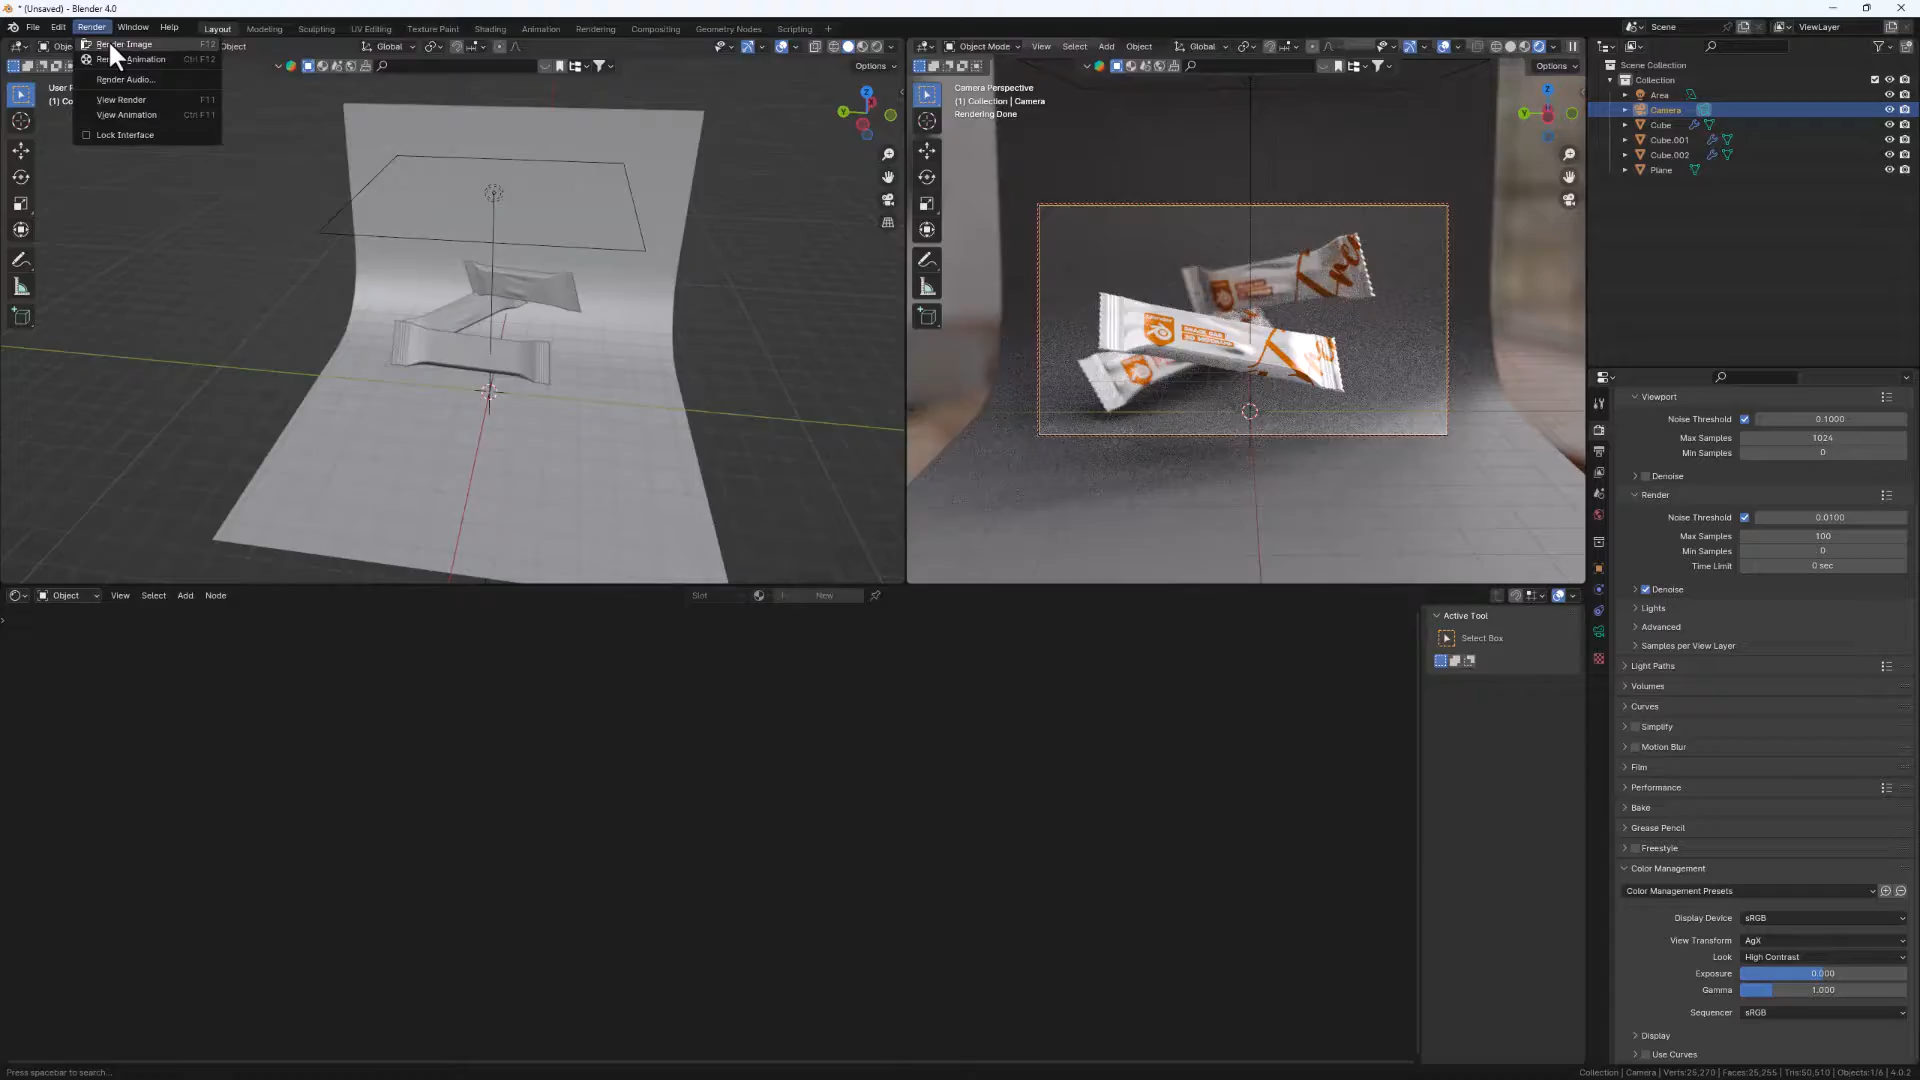 * (Unsaved) - Blender 4.0
File Edit Render Window Help Layout Modeling Sculpting UV Editing Texture Paint Shading Animation Rendering Compositing Geometry Nodes Scripting +
Scene
ViewLayer
Render Image F12
Animation Ctrl F12
Render Audio...
View Render F11
View Animation Ctrl F11
Lock Interface
Object
Global
Options
Object Mode View Select Add Object
Global
Options
Camera Perspective
(1) Collection | Camera
Rendering Done
SNACK BAR
3D MOCKUP
Scene Collection
Collection
Area
Camera
Cube
Cube.001
Cube.002
Plane
Viewport
Noise Threshold 0.1000
Max Samples 1024
Min Samples 0
Denoise
Render
Noise Threshold 0.0100
Max Samples 100
Min Samples 0
Time Limit 0 sec
Denoise
Lights
Advanced
Samples per View Layer
Light Paths
Volumes
Curves
Simplify
Motion Blur
Film
Performance
Bake
Grease Pencil
Freestyle
Color Management
Color Management Presets
Display Device sRGB
View Transform AgX
Look High Contrast
Exposure 0.000
Gamma 1.000
Sequencer sRGB
Display
Use Curves
Object View Select Add Node
Slot
New
Active Tool
Select Box
Press spacebar to search...
Collection | Camera | Verts:25,270 | Faces:25,255 | Tris:50,510 | Objects:1/6 | 4.0.2